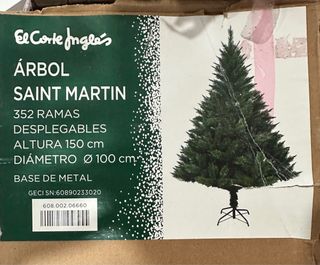 El Corte Inglés
ÁRBOL
SAINT MARTIN
352 RAMAS
DESPLEGABLES
ALTURA 150 cm
DIÁMETRO Ø 100 cm
BASE DE METAL
GECI SN:60890233020
608.002.06660